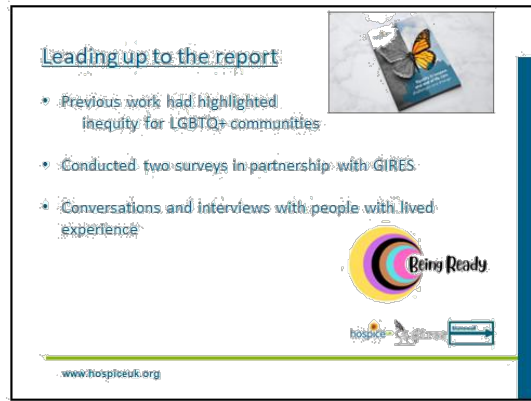 Leading up to the report
• Previous work had highlighted
inequity for LGBTQ+ communities
• Conducted two surveys in partnership with GIRES
• Conversations and interviews with people with lived
experience
Being Ready
hospice
www.hospiceuk.org